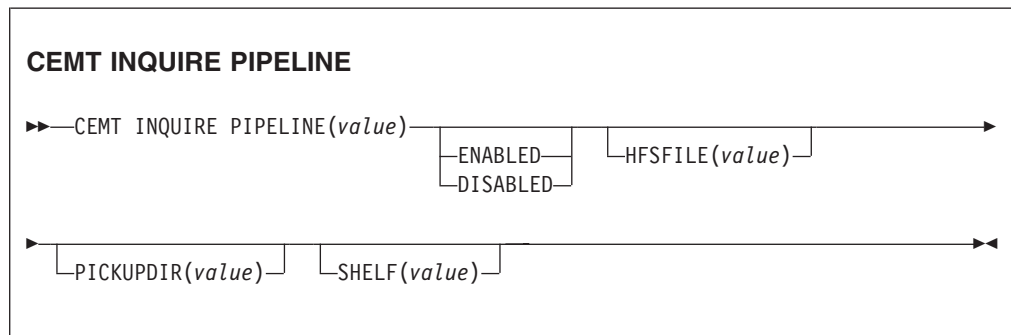 CEMT INQUIRE PIPELINE
CEMT INQUIRE PIPELINE(value)
ENABLED
DISABLED
HFSFILE(value)
PICKUPDIR(value)
SHELF(value)